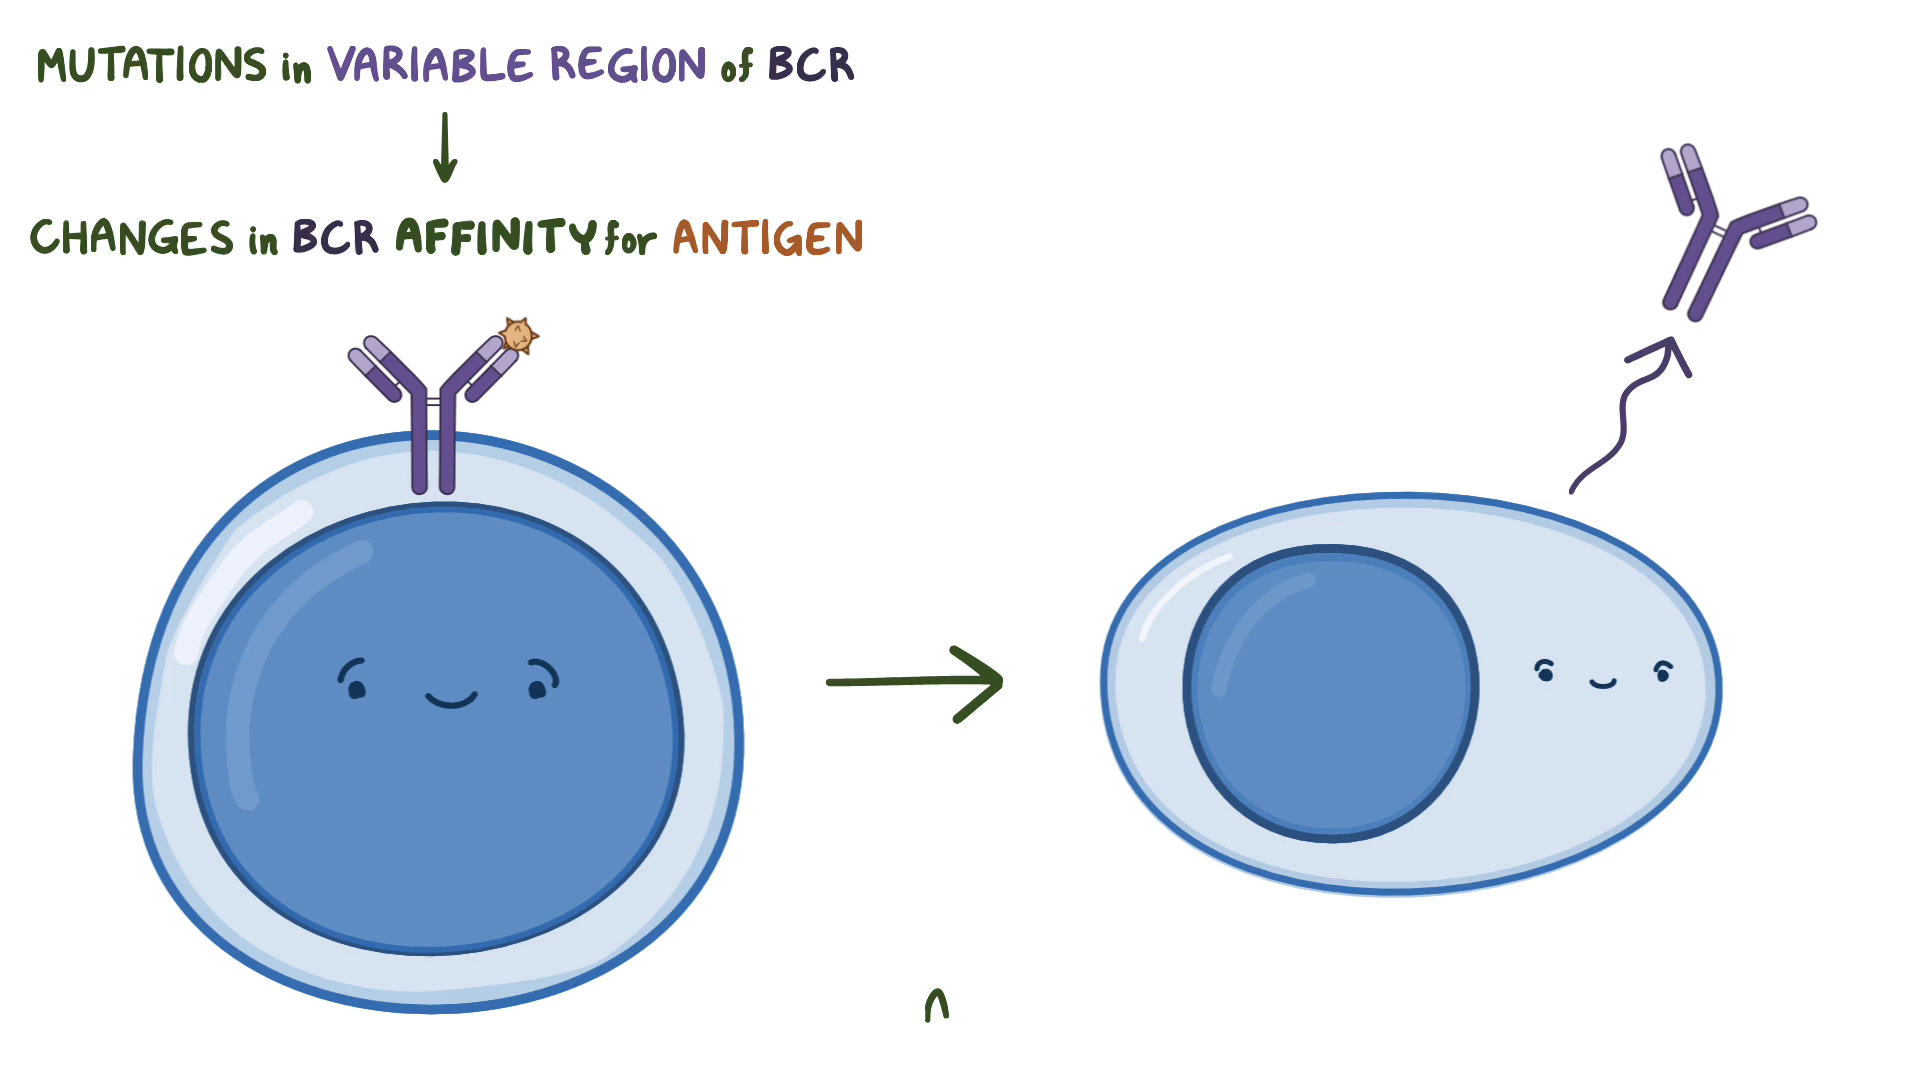 MUTATIONS in VARIABLE REGION of BCR
CHANGES in BCR AFFINITY for ANTIGEN